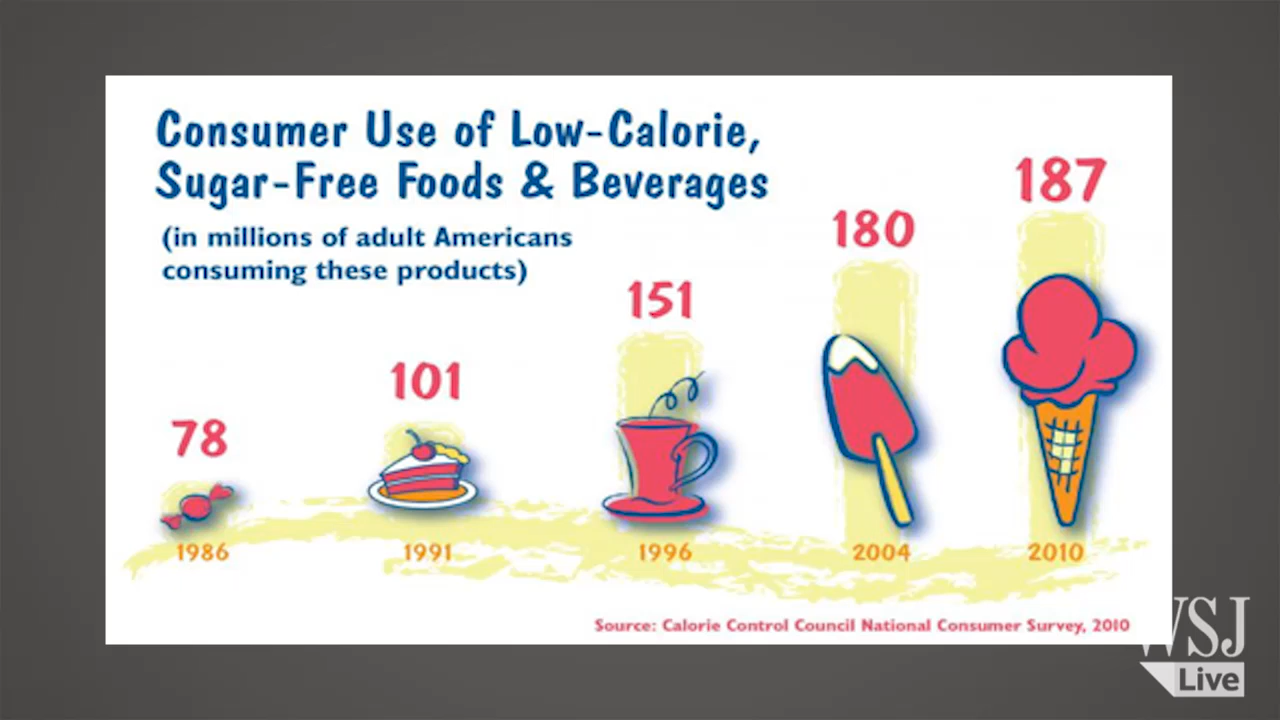 Consumer Use of Low-Calorie,
Sugar-Free Foods & Beverages
(in millions of adult Americans
consuming these products)
78
101
151
180
187
1986
1991
1996
2004
2010
Source: Calorie Control Council National Consumer Survey, 2010
WSJ
Live